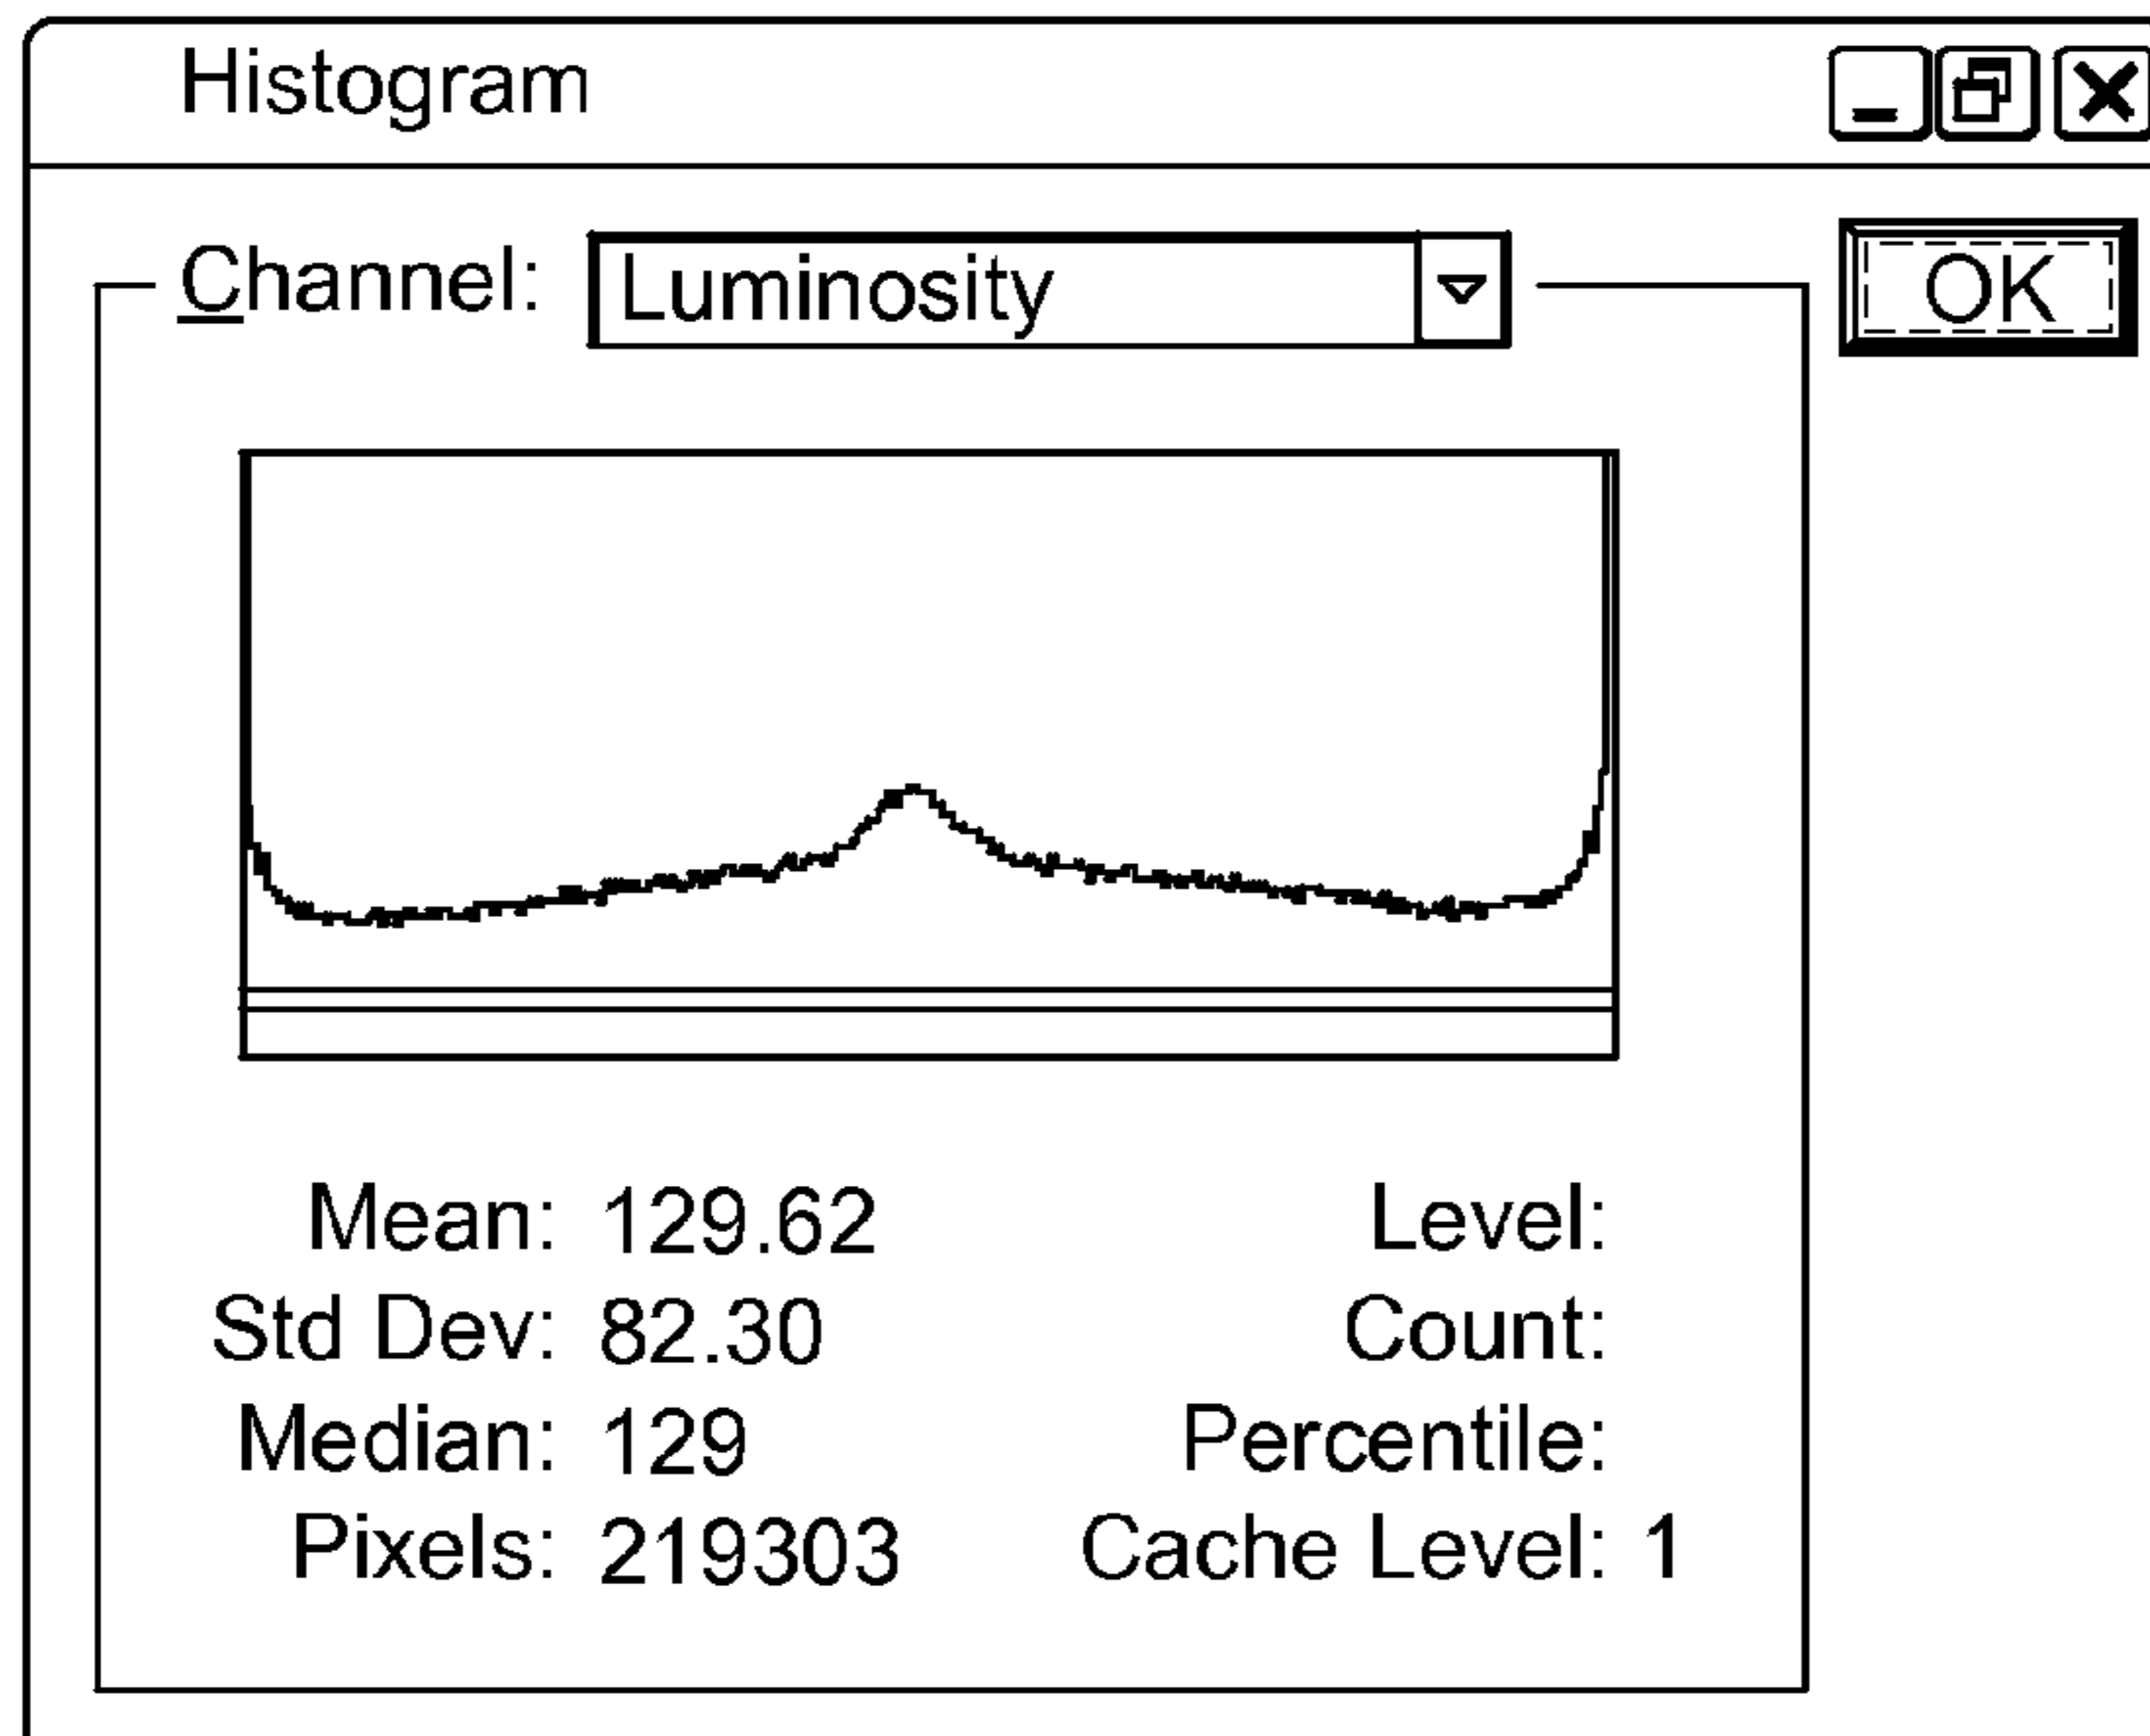 Histogram
Channel: Luminosity
OK
Mean: 129.62 Level:
Std Dev: 82.30 Count:
Median: 129 Percentile:
Pixels: 219303 Cache Level: 1